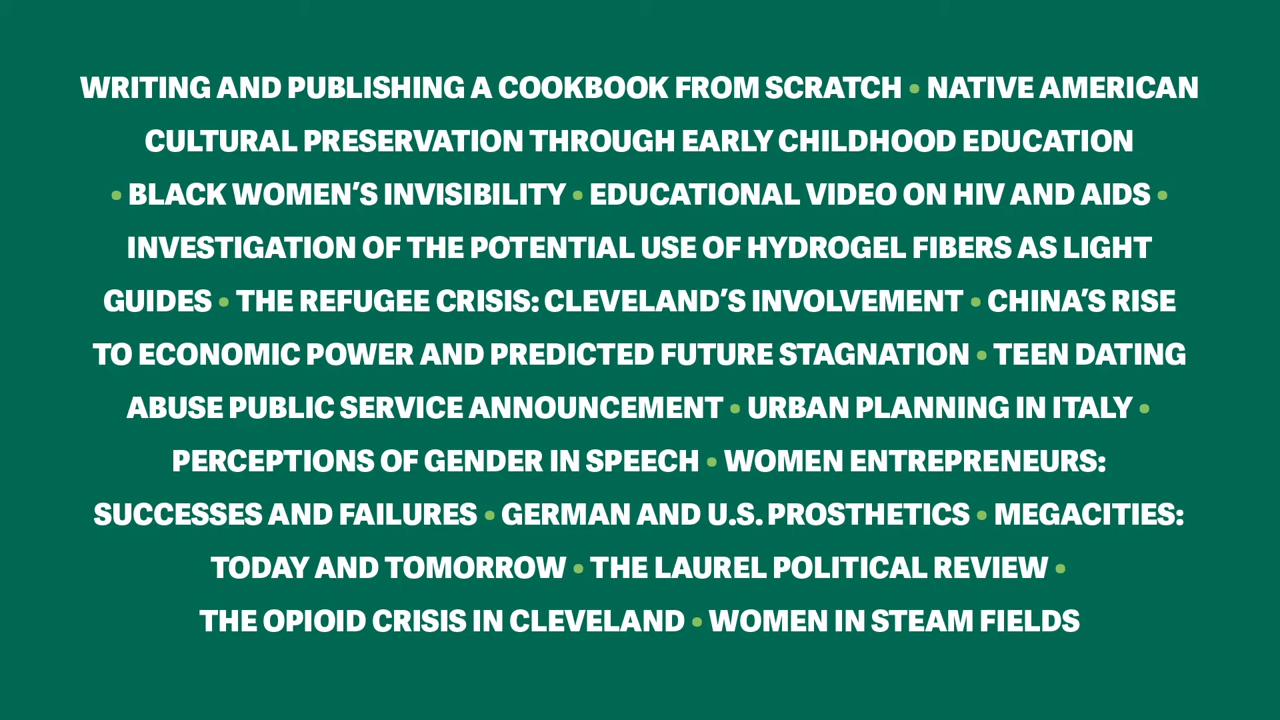 WRITING AND PUBLISHING A COOKBOOK FROM SCRATCH • NATIVE AMERICAN
CULTURAL PRESERVATION THROUGH EARLY CHILDHOOD EDUCATION
• BLACK WOMEN’S INVISIBILITY • EDUCATIONAL VIDEO ON HIV AND AIDS •
INVESTIGATION OF THE POTENTIAL USE OF HYDROGEL FIBERS AS LIGHT
GUIDES • THE REFUGEE CRISIS: CLEVELAND’S INVOLVEMENT • CHINA’S RISE
TO ECONOMIC POWER AND PREDICTED FUTURE STAGNATION • TEEN DATING
ABUSE PUBLIC SERVICE ANNOUNCEMENT • URBAN PLANNING IN ITALY •
PERCEPTIONS OF GENDER IN SPEECH • WOMEN ENTREPRENEURS:
SUCCESSES AND FAILURES • GERMAN AND U.S. PROSTHETICS • MEGACITIES:
TODAY AND TOMORROW • THE LAUREL POLITICAL REVIEW •
THE OPIOID CRISIS IN CLEVELAND • WOMEN IN STEAM FIELDS